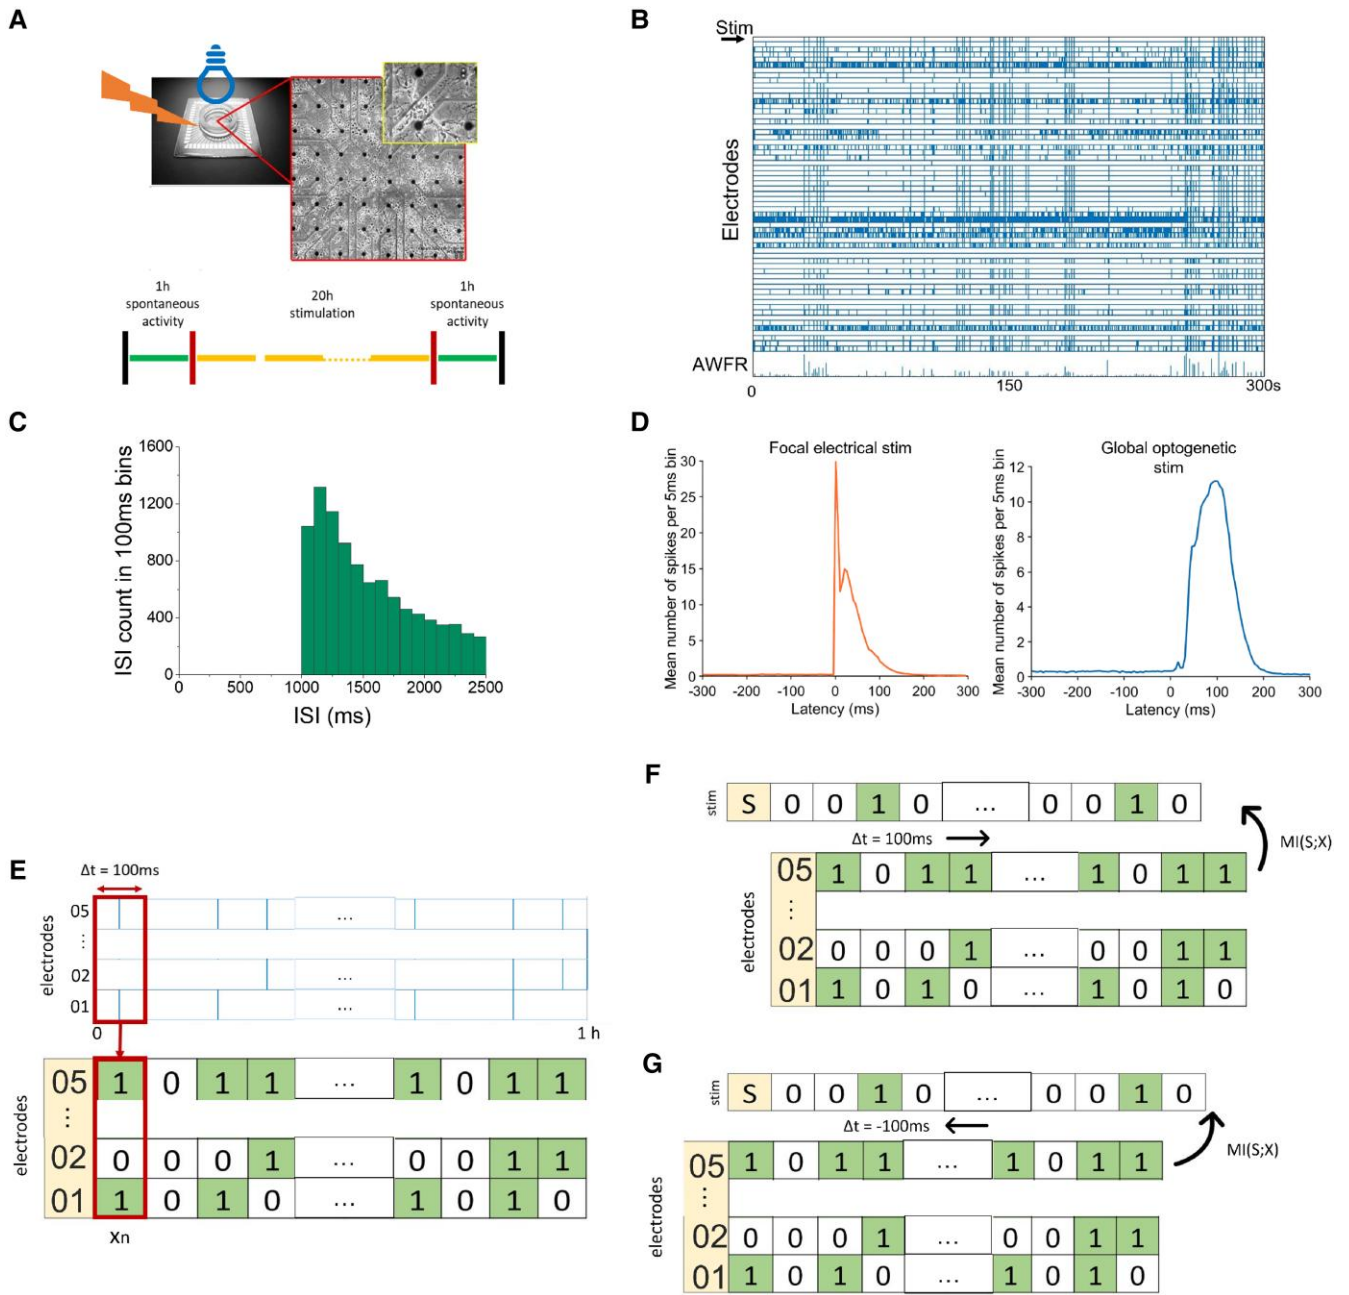 A
1h
spontaneous
activity
20h
stimulation
1h
spontaneous
activity
B
Stim
Electrodes
AWFR
0 150 300s
C
ISI count in 100ms bins
1600
1200
800
400
0
0 500 1000 1500 2000 2500
ISI (ms)
D
Focal electrical stim
Mean number of spikes per 5ms bin
30
25
20
15
10
5
0
-300 -200 -100 0 100 200 300
Latency (ms)
Global optogenetic
stim
Mean number of spikes per 5ms bin
12
10
8
6
4
2
0
-300 -200 -100 0 100 200 300
Latency (ms)
E
Δt = 100ms
electrodes
05 ...
⋮
02 ...
01 ...
0 1 h
electrodes
05 1 0 1 1 ... 1 0 1 1
⋮
02 0 0 0 1 ... 0 0 1 1
01 1 0 1 0 ... 1 0 1 0
Xn
F
stim
S 0 0 1 0 ... 0 0 1 0
Δt = 100ms
MI(S;X)
electrodes
05 1 0 1 1 ... 1 0 1 1
⋮
02 0 0 0 1 ... 0 0 1 1
01 1 0 1 0 ... 1 0 1 0
G
stim
S 0 0 1 0 ... 0 0 1 0
Δt = -100ms
MI(S;X)
electrodes
05 1 0 1 1 ... 1 0 1 1
⋮
02 0 0 0 1 ... 0 0 1 1
01 1 0 1 0 ... 1 0 1 0